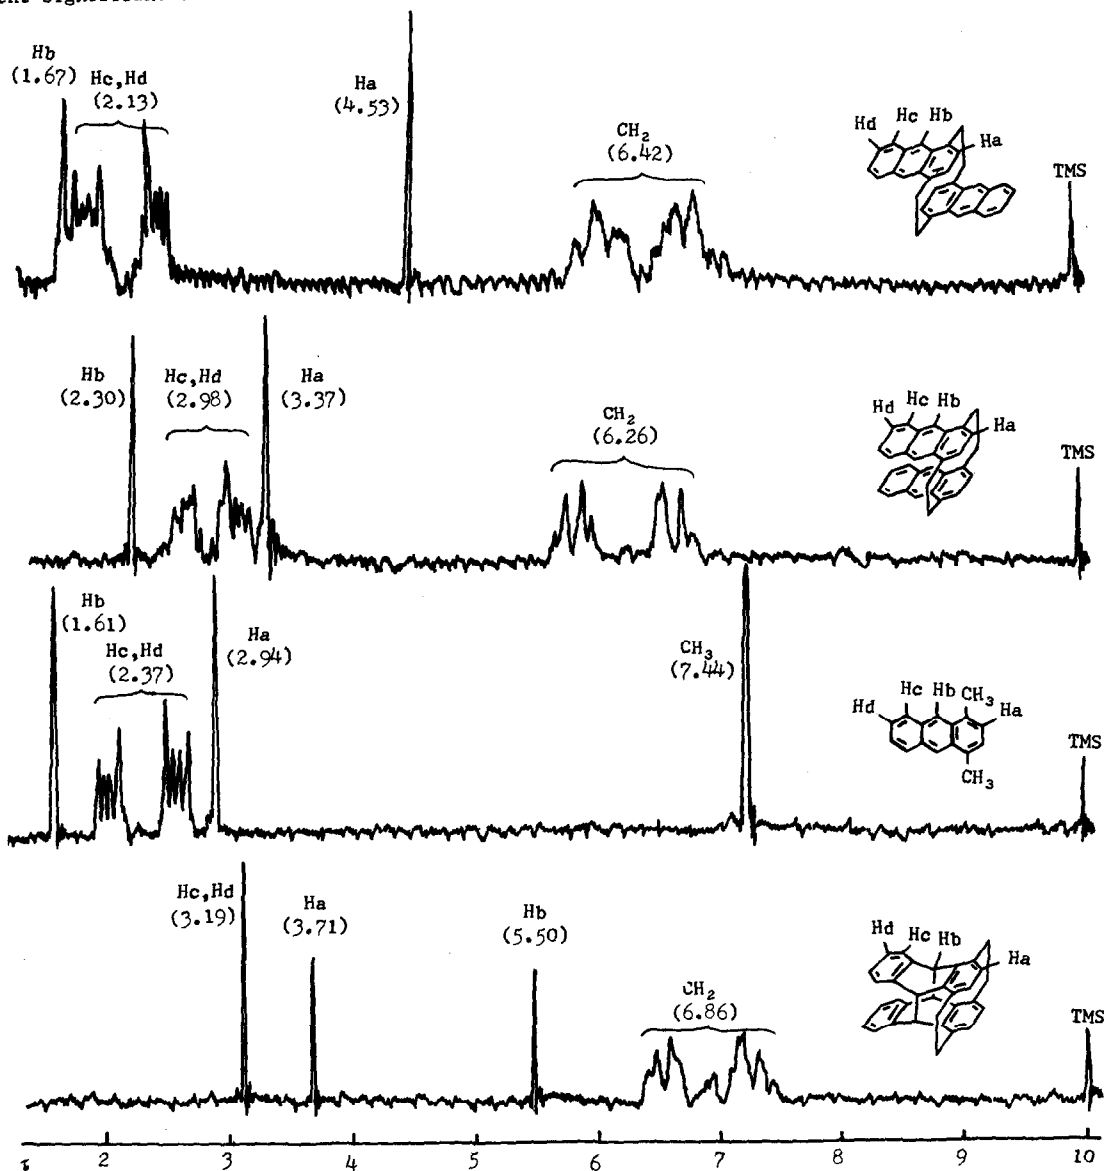 Hb
(1.67)
Hc,Hd
(2.13)
Ha
(4.53)
CH2
(6.42)
Hd
Hc
Hb
Ha
TMS
Hb
(2.30)
Hc,Hd
(2.98)
Ha
(3.37)
CH2
(6.26)
Hd
Hc
Hb
Ha
TMS
Hb
(1.61)
Hc,Hd
(2.37)
Ha
(2.94)
CH3
(7.44)
Hd
Hc
Hb
CH3
Ha
CH3
TMS
Hc,Hd
(3.19)
Ha
(3.71)
Hb
(5.50)
CH2
(6.86)
Hd
Hc
Hb
Ha
TMS
τ 2 3 4 5 6 7 8 9 10